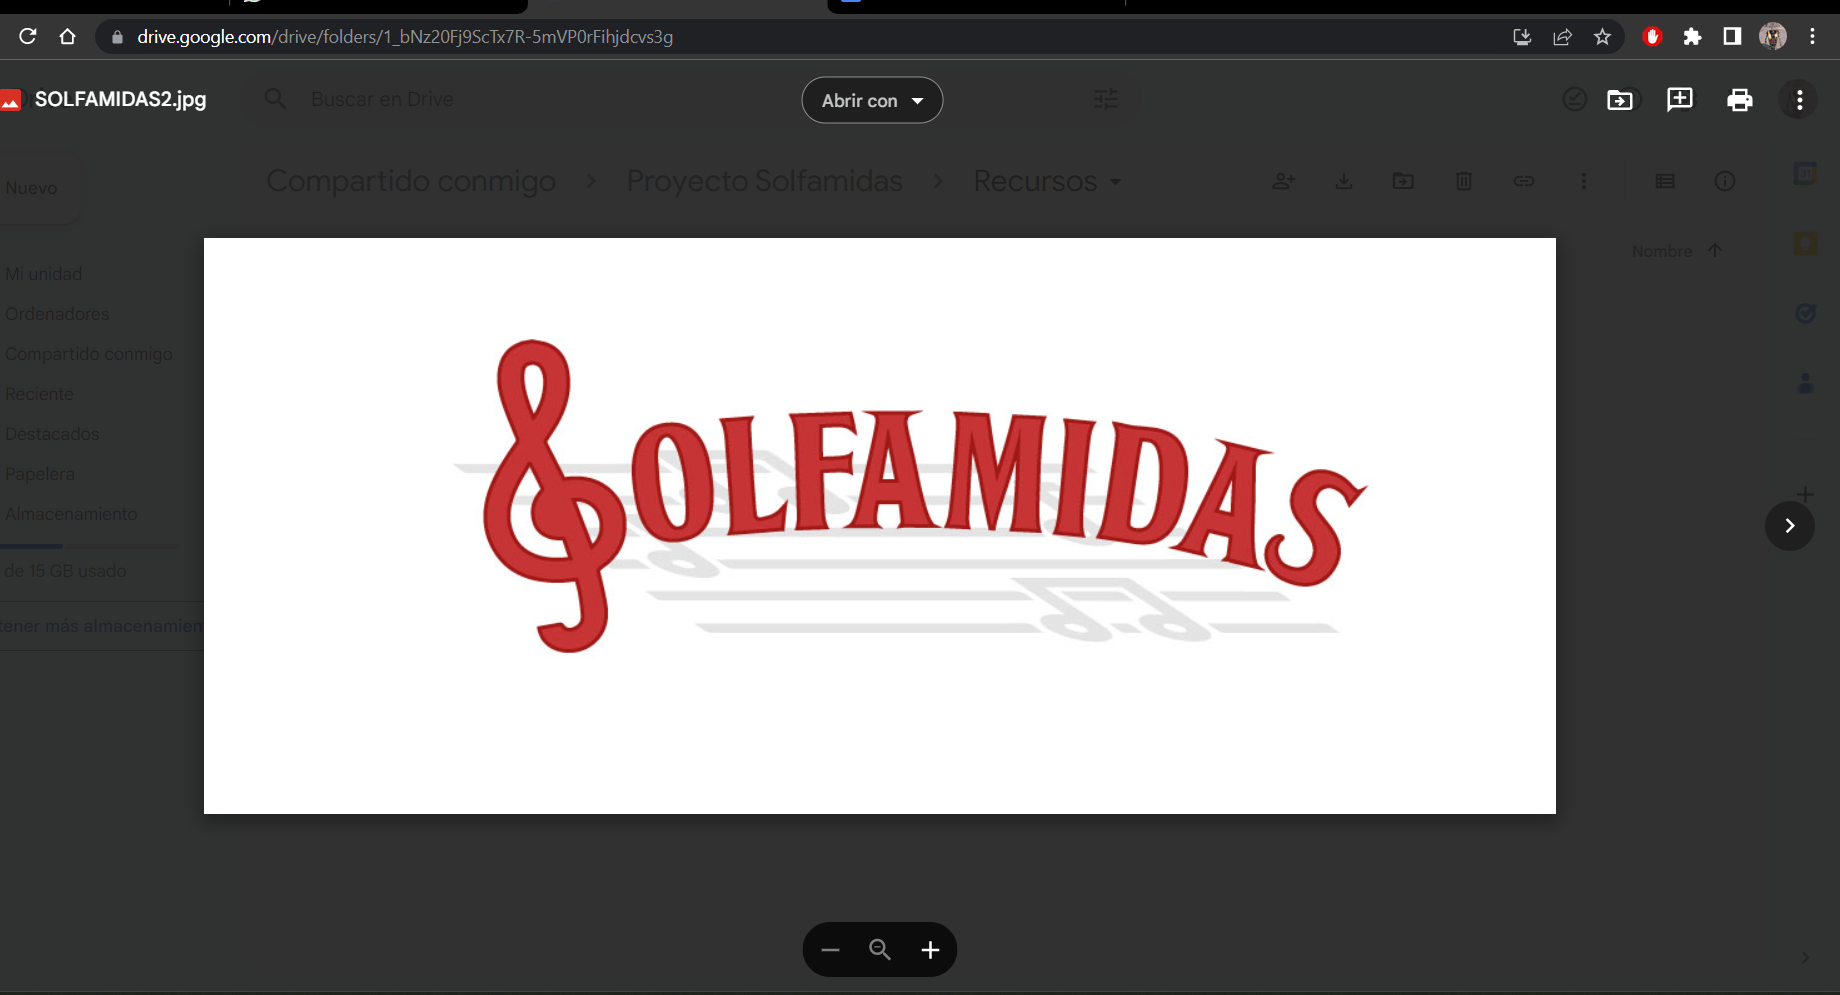 drive.google.com/drive/folders/1_bNz20Fj9ScTx7R-5mVP0rFihjdcvs3g
SOLFAMIDAS2.jpg
Buscar en Drive
Abrir con
Nuevo
Compartido conmigo
Proyecto Solfamidas
Recursos
Nombre
Mi unidad
Ordenadores
Compartido conmigo
Reciente
Destacados
Papelera
Almacenamiento
de 15 GB usado
tener más almacenamien
SOLFAMIDAS